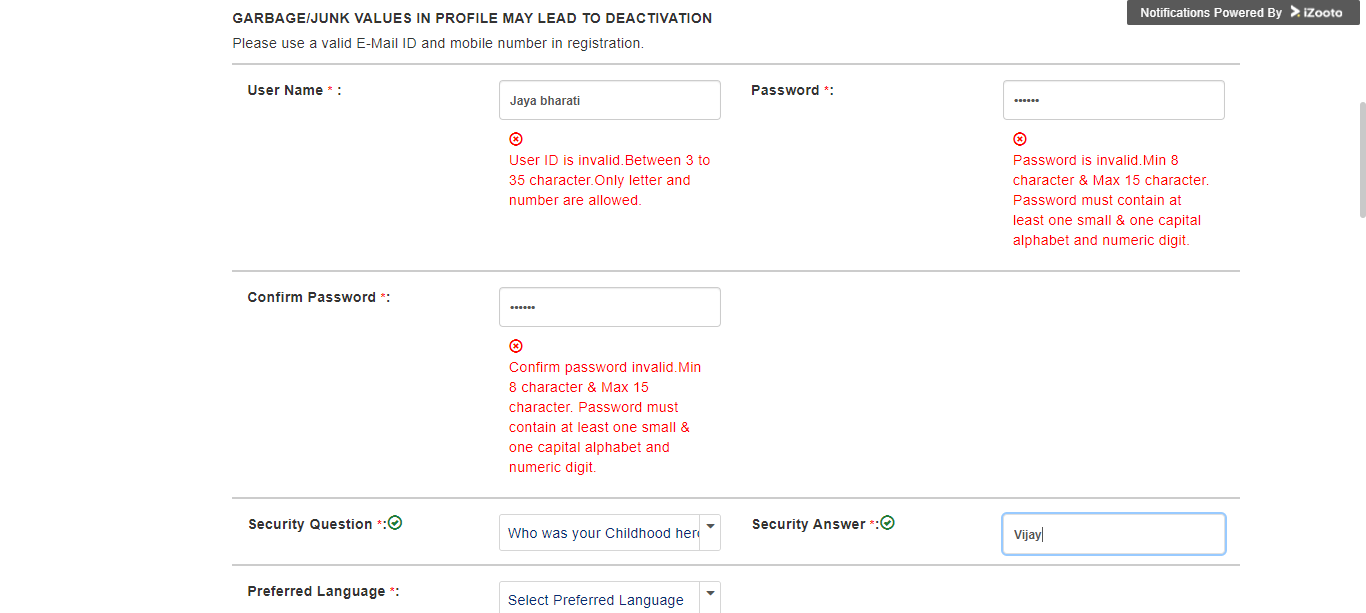 Notifications Powered By iZooto
GARBAGE/JUNK VALUES IN PROFILE MAY LEAD TO DEACTIVATION
Please use a valid E-Mail ID and mobile number in registration.
User Name * :
Jaya bharati
User ID is invalid.Between 3 to
35 character.Only letter and
number are allowed.
Password *:
••••••
Password is invalid.Min 8
character & Max 15 character.
Password must contain at
least one small & one capital
alphabet and numeric digit.
Confirm Password *:
••••••
Confirm password invalid.Min
8 character & Max 15
character. Password must
contain at least one small &
one capital alphabet and
numeric digit.
Security Question *:
Who was your Childhood her
Security Answer *:
Vijay
Preferred Language *:
Select Preferred Language